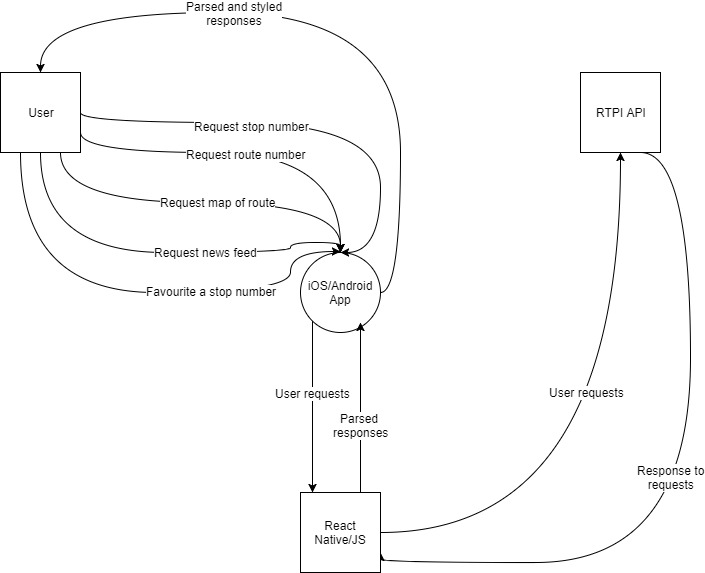 Parsed and styled
responses
User
RTPI API
Request stop number
Request route number
Request map of route
Request news feed
Favourite a stop number
iOS/Android
App
User requests
Parsed
responses
User requests
Response to
requests
React
Native/JS